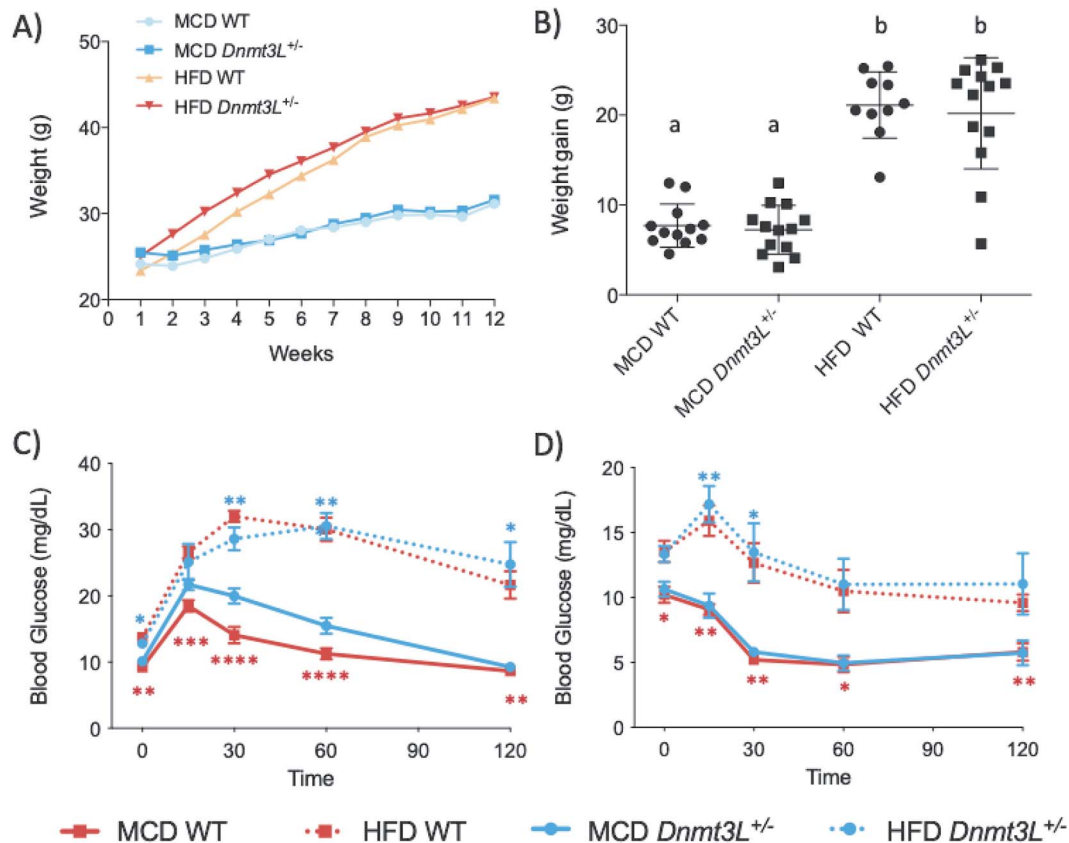 A)
MCD WT
MCD Dnmt3L+/-
HFD WT
HFD Dnmt3L+/-
Weight (g)
50
40
30
20
0 1 2 3 4 5 6 7 8 9 10 11 12
Weeks
B)
Weight gain (g)
30
20
10
0
a a b b
MCD WT
MCD Dnmt3L+/-
HFD WT
HFD Dnmt3L+/-
C)
Blood Glucose (mg/dL)
40
30
20
10
0
* ** ** *
** *** **** **** **
0 30 60 90 120
Time
D)
Blood Glucose (mg/dL)
20
15
10
5
0
** *
* ** ** * **
0 30 60 90 120
Time
MCD WT HFD WT MCD Dnmt3L+/- HFD Dnmt3L+/-